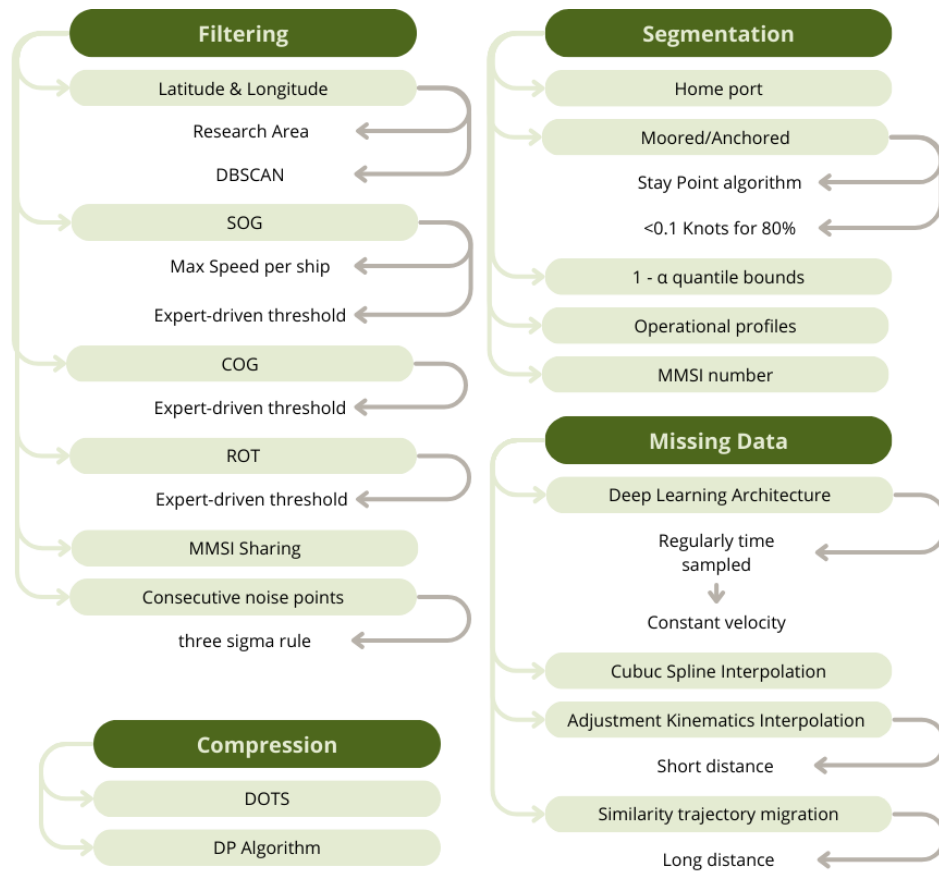 Filtering
Latitude & Longitude
Research Area
DBSCAN
SOG
Max Speed per ship
Expert-driven threshold
COG
Expert-driven threshold
ROT
Expert-driven threshold
MMSI Sharing
Consecutive noise points
three sigma rule
Compression
DOTS
DP Algorithm
Segmentation
Home port
Moored/Anchored
Stay Point algorithm
<0.1 Knots for 80%
1 - α quantile bounds
Operational profiles
MMSI number
Missing Data
Deep Learning Architecture
Regularly time
sampled
Constant velocity
Cubuc Spline Interpolation
Adjustment Kinematics Interpolation
Short distance
Similarity trajectory migration
Long distance